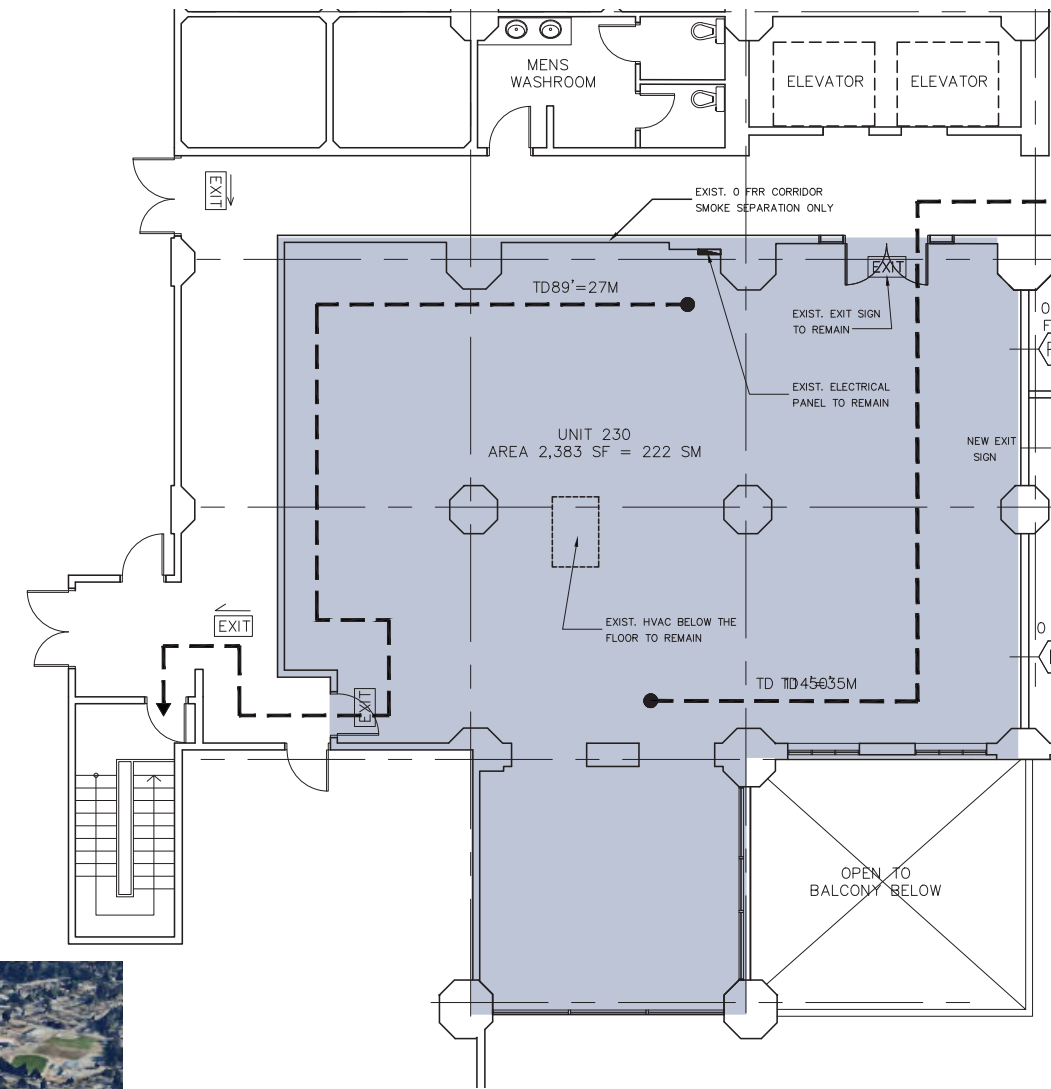 MENS
WASHROOM
ELEVATOR
ELEVATOR
EXIT
EXIST. 0 FRR CORRIDOR
SMOKE SEPARATION ONLY
EXIT
TD89'=27M
EXIST. EXIT SIGN
TO REMAIN
EXIST. ELECTRICAL
PANEL TO REMAIN
UNIT 230
AREA 2,383 SF = 222 SM
NEW EXIT
SIGN
EXIT
EXIST. HVAC BELOW THE
FLOOR TO REMAIN
EXIT
TD
OPEN TO
BALCONY BELOW